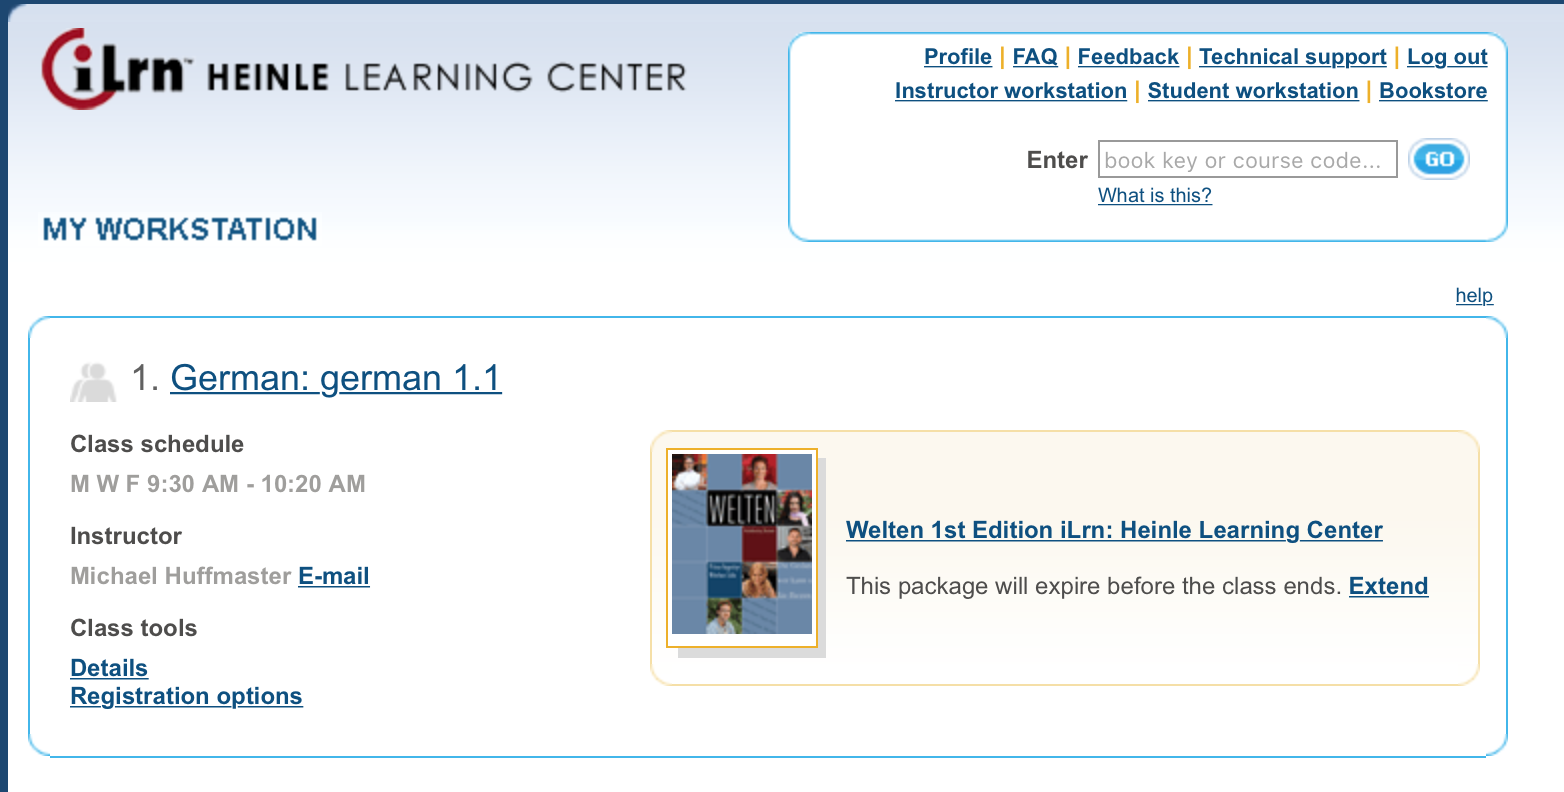 iLrn™ HEINLE LEARNING CENTER
Profile | FAQ | Feedback | Technical support | Log out
Instructor workstation | Student workstation | Bookstore
Enter book key or course code... GO
What is this?
MY WORKSTATION
help
1. German: german 1.1
Class schedule
M W F 9:30 AM - 10:20 AM
Instructor
Michael Huffmaster E-mail
Class tools
Details
Registration options
WELTEN
Welten 1st Edition iLrn: Heinle Learning Center
This package will expire before the class ends. Extend